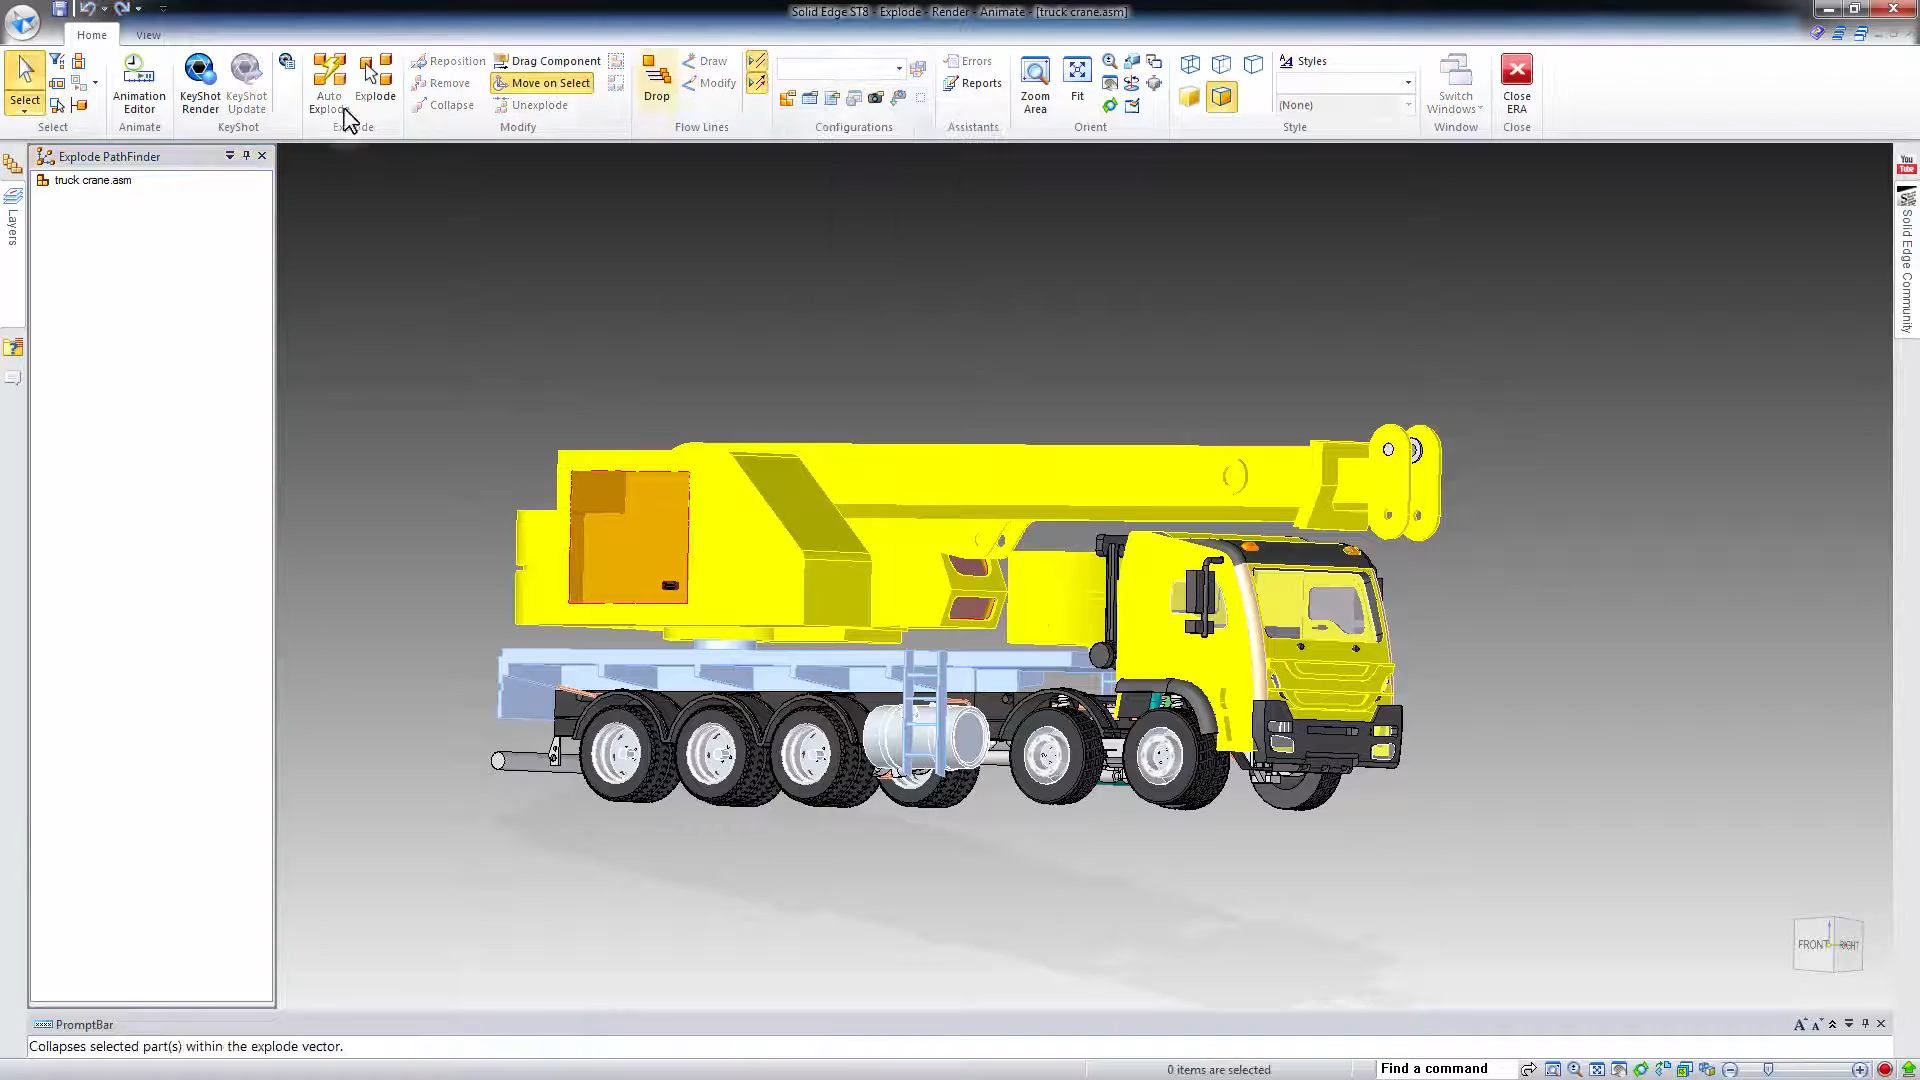 Solid Edge ST8 - Explode - Render - Animate - [truck crane.asm]
Home
View
Select
Animation Editor
KeyShot Render
KeyShot Update
Auto Explode
Explode
Reposition
Remove
Collapse
Drag Component
Move on Select
Unexplode
Drop
Draw
Modify
Errors
Reports
Zoom Area
Fit
Styles
(None)
Switch Windows
Close ERA
Select
Animate
KeyShot
Explode
Modify
Flow Lines
Configurations
Assistants
Orient
Style
Window
Close
Explode PathFinder
truck crane.asm
Layers
You Tube
Solid Edge Community
FRONT
RIGHT
PromptBar
Collapses selected part(s) within the explode vector.
0 items are selected
Find a command